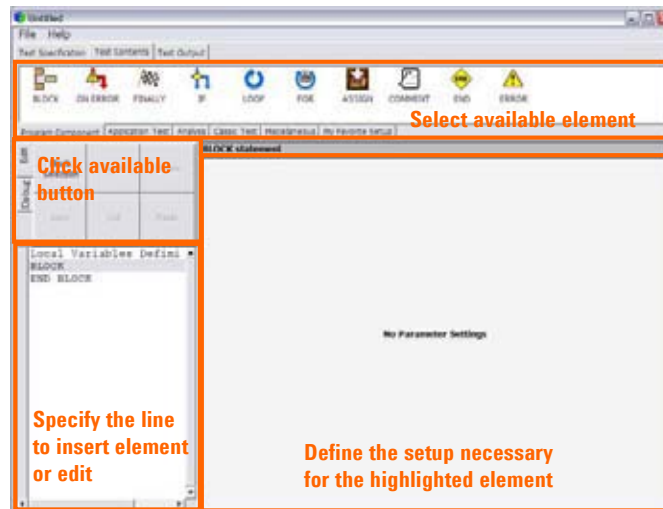 Untitled
File Help
Test Specification Test Contents Test Output
BLOCK ON ERROR FINALLY IF LOOP FOR ASSIGN COMMENT END ERROR
Select available element
Program Component Application Test Analysis Classic Test Miscellaneous My Favorite Setup
Edit
Debug
Click available
button
BLOCK statement
Local Variables Defini
BLOCK
END BLOCK
No Parameter Settings
Specify the line
to insert element
or edit
Define the setup necessary
for the highlighted element